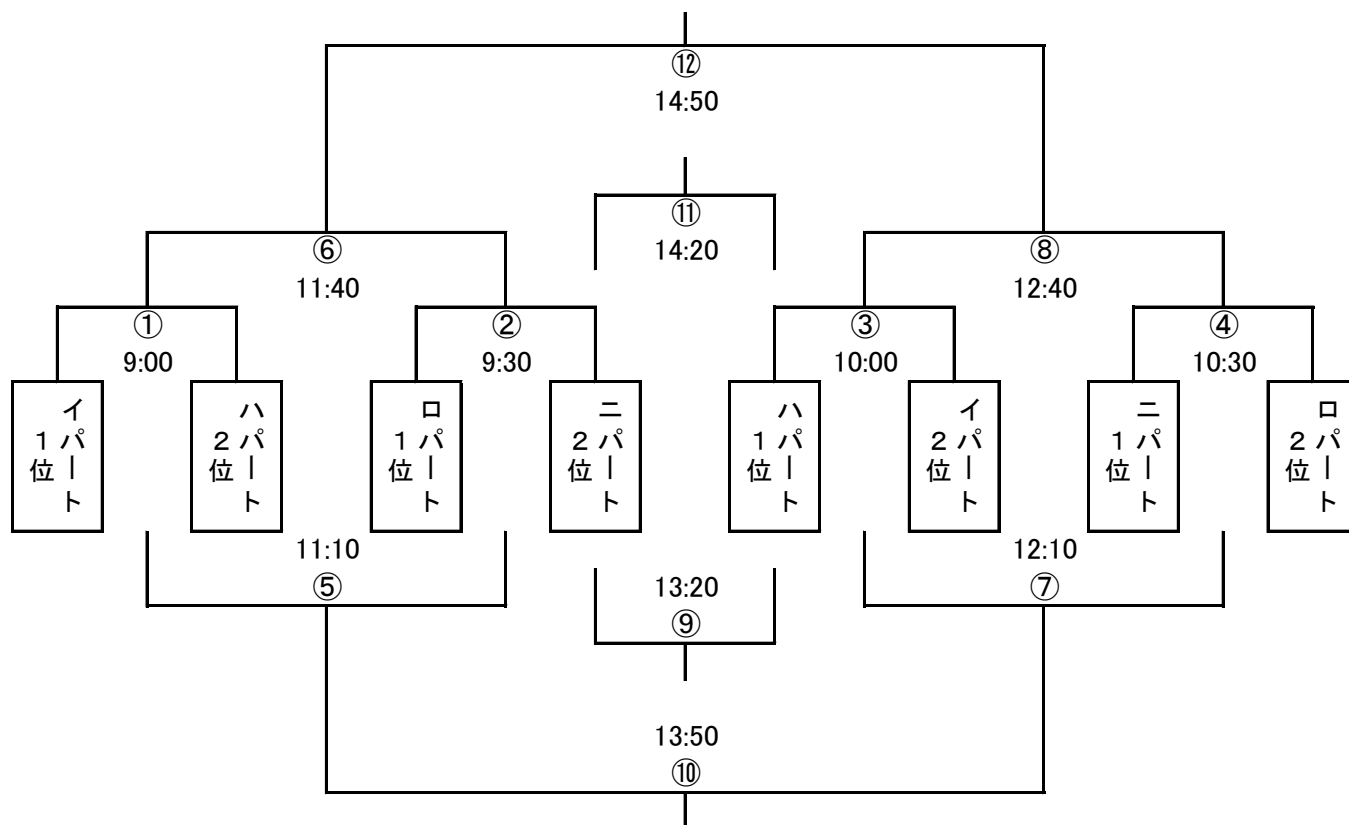 ⑫
14:50
⑪
14:20
⑥
11:40
⑧
12:40
①
9:00
②
9:30
③
10:00
④
10:30
イパート
1位
ハパート
2位
ロパート
1位
ニパート
2位
ハパート
1位
イパート
2位
ニパート
1位
ロパート
2位
11:10
⑤
12:10
⑦
13:20
⑨
13:50
⑩